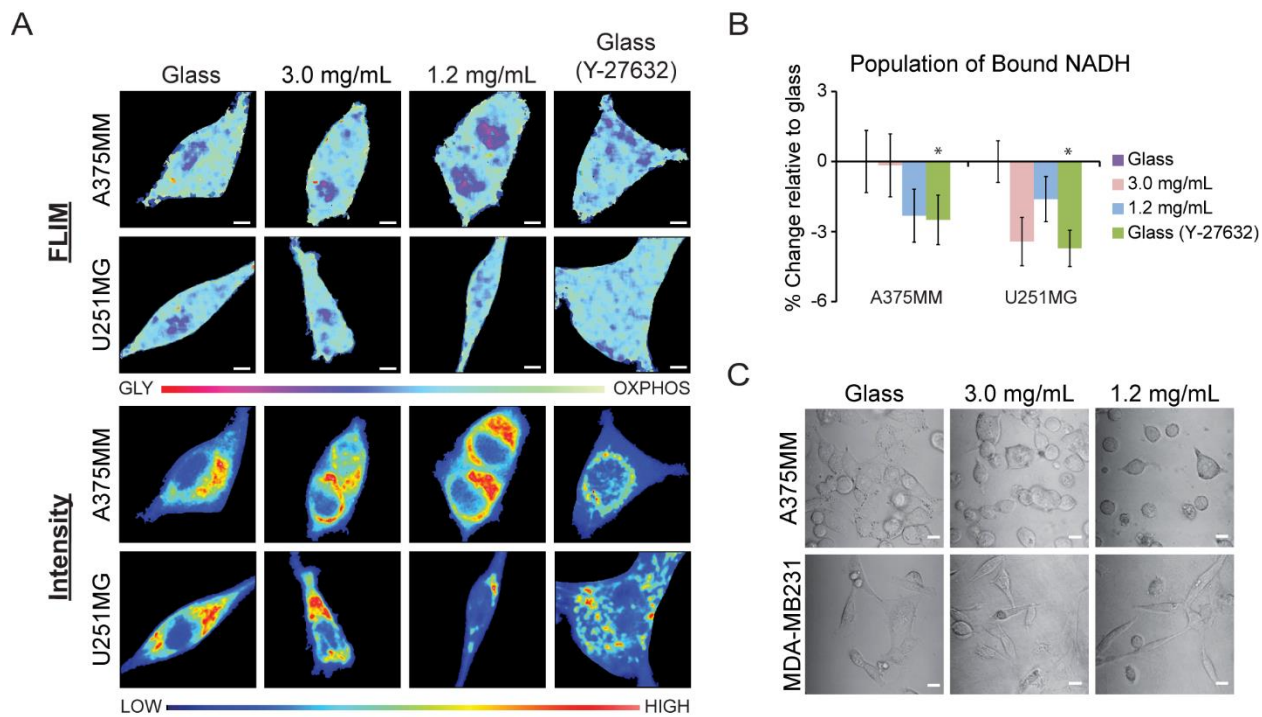 A
Glass
3.0 mg/mL
1.2 mg/mL
Glass
(Y-27632)
FLIM
A375MM
U251MG
GLY
OXPHOS
Intensity
A375MM
U251MG
LOW
HIGH
B
Population of Bound NADH
% Change relative to glass
3
0
-3
-6
*
*
A375MM
U251MG
Glass
3.0 mg/mL
1.2 mg/mL
Glass (Y-27632)
C
Glass
3.0 mg/mL
1.2 mg/mL
A375MM
MDA-MB231